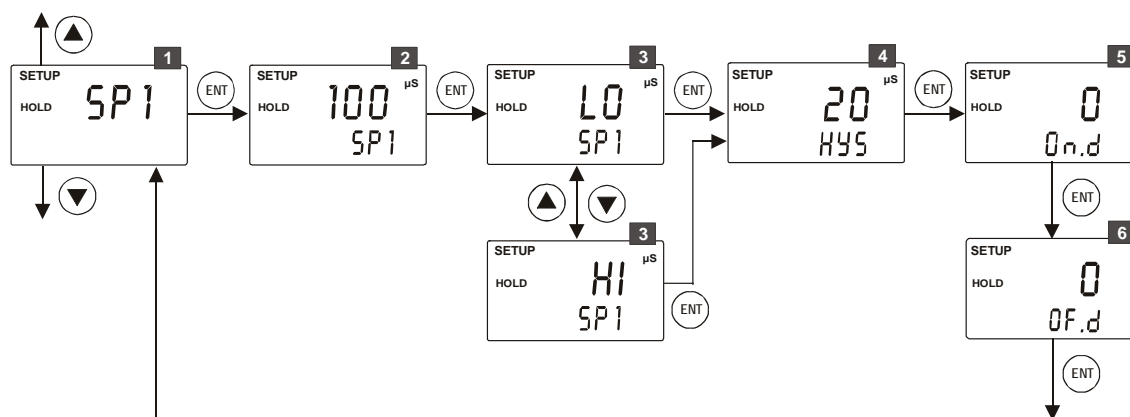 1
SETUP
HOLD
SP1
ENT
2
SETUP
µS
HOLD
100
SP1
ENT
3
SETUP
µS
HOLD
LO
SP1
ENT
4
SETUP
µS
HOLD
20
HYS
ENT
5
SETUP
HOLD
0
On.d
ENT
3
SETUP
µS
HOLD
HI
SP1
ENT
6
SETUP
HOLD
0
OF.d
ENT